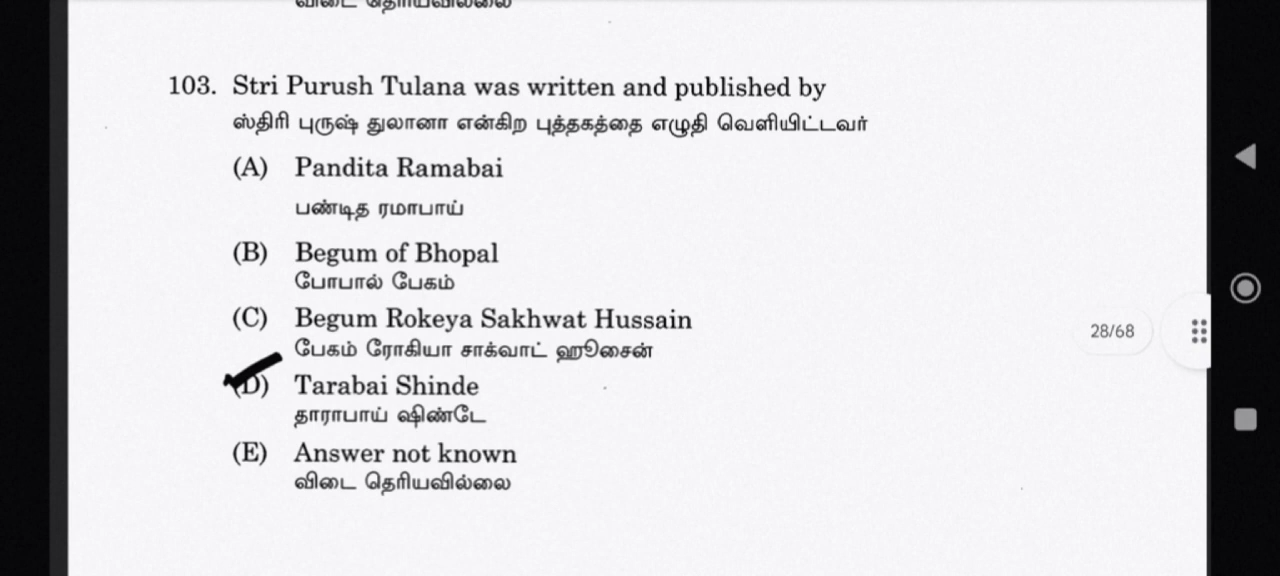 விடை தெரியவில்லை
103. Stri Purush Tulana was written and published by
ஸ்திரி புருஷ் துலானா என்கிற புத்தகத்தை எழுதி வெளியிட்டவர்
(A) Pandita Ramabai
பண்டித ரமாபாய்
(B) Begum of Bhopal
போபால் பேகம்
(C) Begum Rokeya Sakhwat Hussain
பேகம் ரோகியா சாக்வாட் ஹூசைன்
(D) Tarabai Shinde
தாராபாய் ஷிண்டே
(E) Answer not known
விடை தெரியவில்லை
28/68